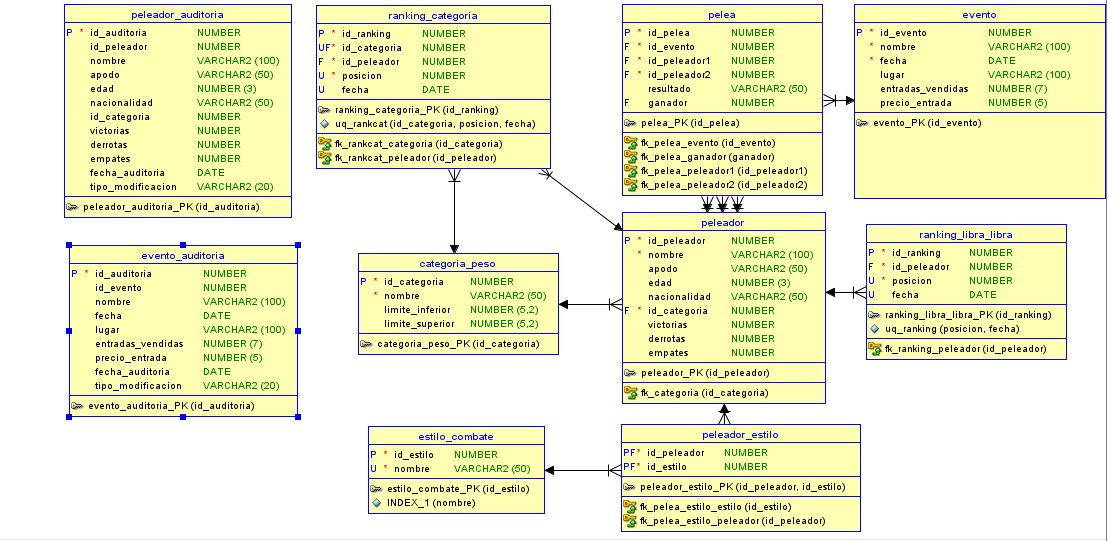 peleador_auditoria
P * id_auditoria NUMBER
id_peleador NUMBER
nombre VARCHAR2 (100)
apodo VARCHAR2 (50)
edad NUMBER (3)
nacionalidad VARCHAR2 (50)
id_categoria NUMBER
victorias NUMBER
derrotas NUMBER
empates NUMBER
fecha_auditoria DATE
tipo_modificacion VARCHAR2 (20)
peleador_auditoria_PK (id_auditoria)
ranking_categoria
P * id_ranking NUMBER
UF* id_categoria NUMBER
F * id_peleador NUMBER
U * posicion NUMBER
U fecha DATE
ranking_categoria_PK (id_ranking)
uq_rankcat (id_categoria, posicion, fecha)
fk_rankcat_categoria (id_categoria)
fk_rankcat_peleador (id_peleador)
pelea
P * id_pelea NUMBER
F * id_evento NUMBER
F * id_peleador1 NUMBER
F * id_peleador2 NUMBER
resultado VARCHAR2 (50)
F ganador NUMBER
pelea_PK (id_pelea)
fk_pelea_evento (id_evento)
fk_pelea_ganador (ganador)
fk_pelea_peleador1 (id_peleador1)
fk_pelea_peleador2 (id_peleador2)
evento
P * id_evento NUMBER
* nombre VARCHAR2 (100)
* fecha DATE
lugar VARCHAR2 (100)
entradas_vendidas NUMBER (7)
precio_entrada NUMBER (5)
evento_PK (id_evento)
evento_auditoria
P * id_auditoria NUMBER
id_evento NUMBER
nombre VARCHAR2 (100)
fecha DATE
lugar VARCHAR2 (100)
entradas_vendidas NUMBER (7)
precio_entrada NUMBER (5)
fecha_auditoria DATE
tipo_modificacion VARCHAR2 (20)
evento_auditoria_PK (id_auditoria)
categoria_peso
P * id_categoria NUMBER
* nombre VARCHAR2 (50)
limite_inferior NUMBER (5,2)
limite_superior NUMBER (5,2)
categoria_peso_PK (id_categoria)
peleador
P * id_peleador NUMBER
* nombre VARCHAR2 (100)
apodo VARCHAR2 (50)
edad NUMBER (3)
nacionalidad VARCHAR2 (50)
F * id_categoria NUMBER
victorias NUMBER
derrotas NUMBER
empates NUMBER
peleador_PK (id_peleador)
fk_categoria (id_categoria)
ranking_libra_libra
P * id_ranking NUMBER
F * id_peleador NUMBER
U * posicion NUMBER
U fecha DATE
ranking_libra_libra_PK (id_ranking)
uq_ranking (posicion, fecha)
fk_ranking_peleador (id_peleador)
estilo_combate
P * id_estilo NUMBER
U * nombre VARCHAR2 (50)
estilo_combate_PK (id_estilo)
INDEX_1 (nombre)
peleador_estilo
PF* id_peleador NUMBER
PF* id_estilo NUMBER
peleador_estilo_PK (id_peleador, id_estilo)
fk_pelea_estilo_estilo (id_estilo)
fk_pelea_estilo_peleador (id_peleador)